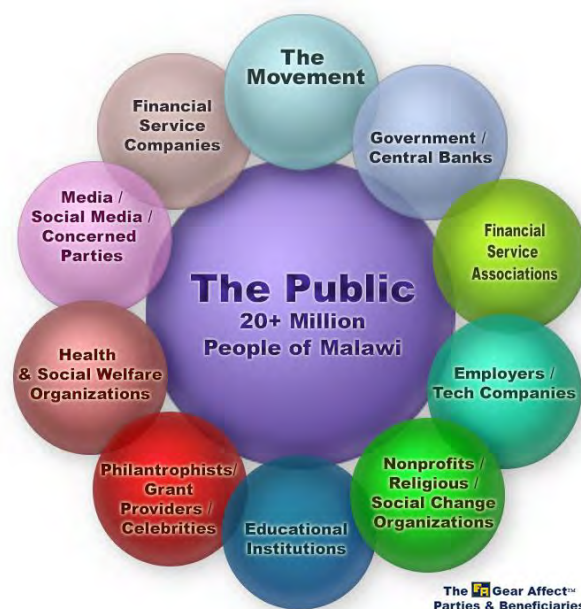 The
Movement
Government /
Central Banks
Financial
Service
Associations
Employers /
Tech Companies
Nonprofits /
Religious /
Social Change
Organizations
Educational
Institutions
Philantrophists/
Grant
Providers /
Celebrities
Health
& Social Welfare
Organizations
Media /
Social Media /
Concerned
Parties
Financial
Service
Companies
The Public
20+ Million
People of Malawi
The FA Gear Affect™
Parties & Beneficiaries